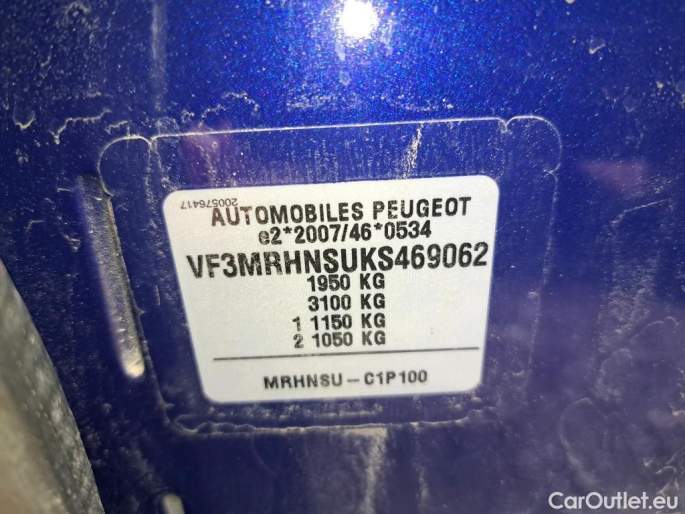 200576417
AUTOMOBILES PEUGEOT
e2*2007/46*0534
VF3MRHNSUKS469062
1950 KG
3100 KG
1 1150 KG
2 1050 KG
MRHNSU-C1P100
CarOutlet.eu